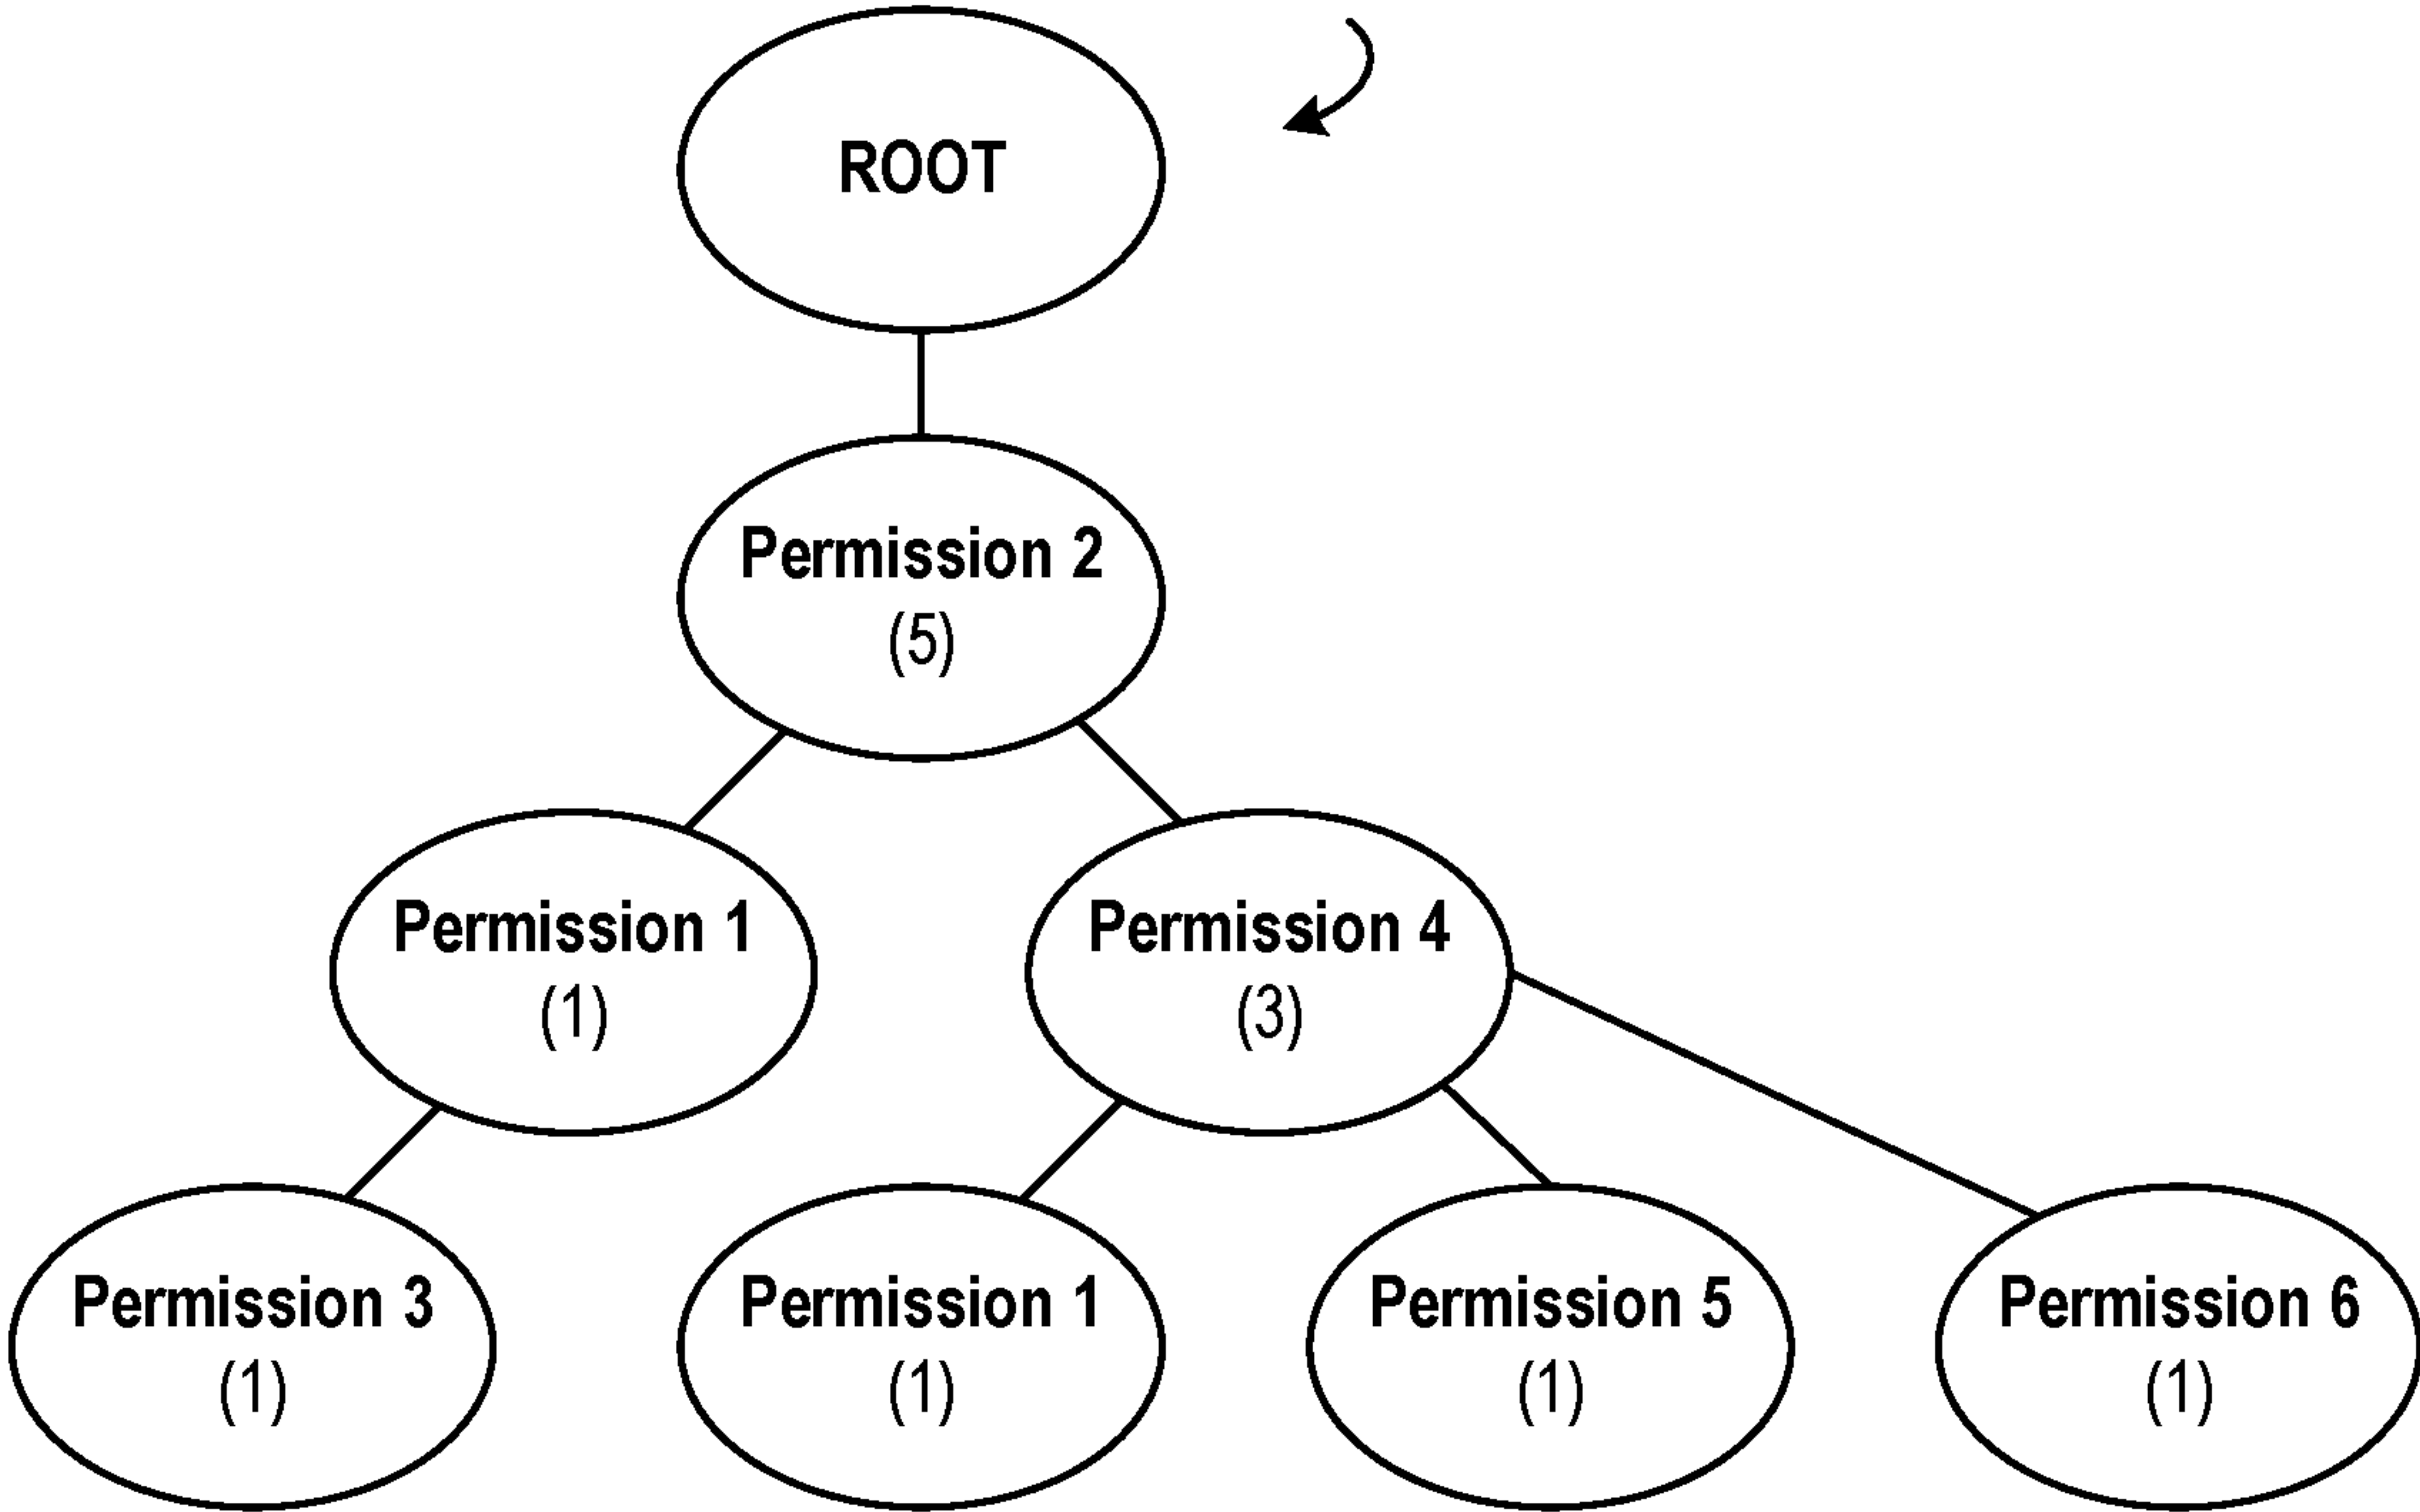 ROOT
Permission 2
(5)
Permission 1
(1)
Permission 4
(3)
Permission 3
(1)
Permission 1
(1)
Permission 5
(1)
Permission 6
(1)